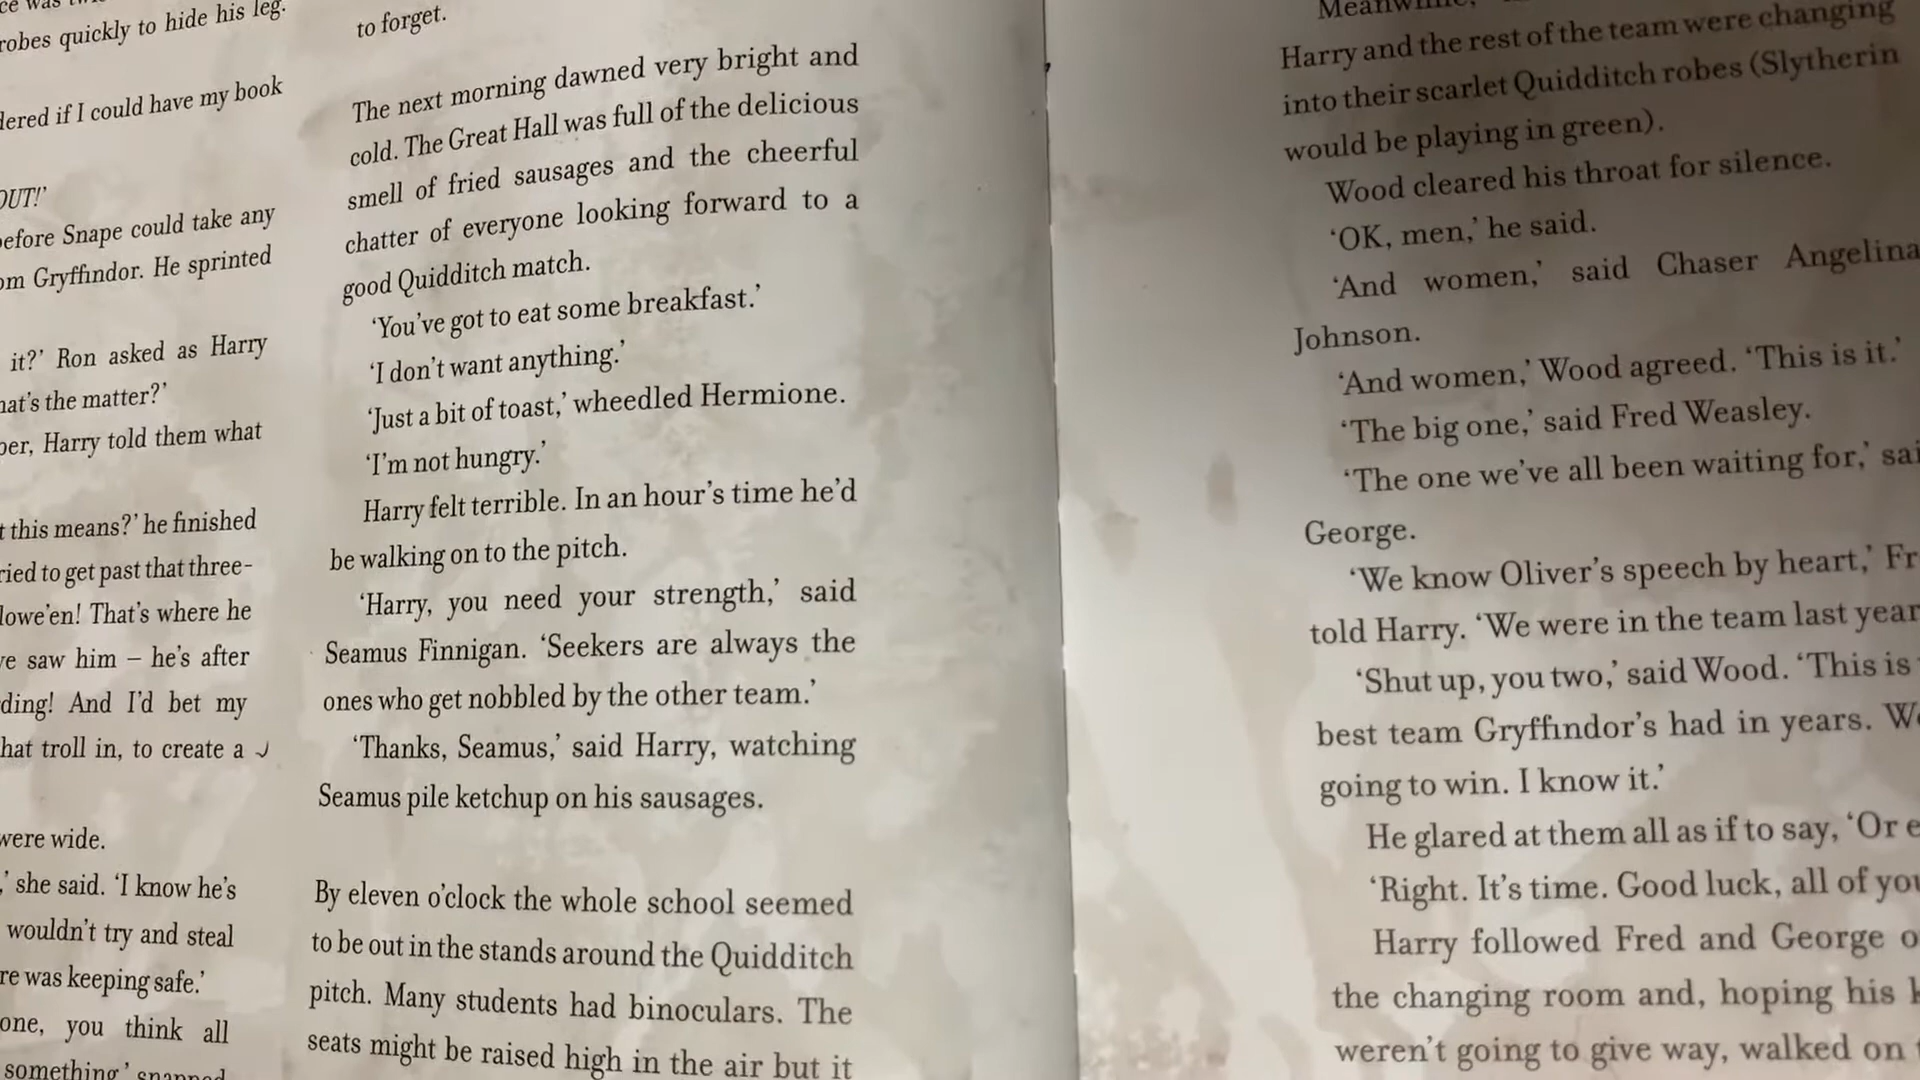 robes quickly to hide his leg.
if I could have my book
before Snape could take any
Gryffindor. He sprinted
it?' Ron asked as Harry
the matter?'
Harry told them what
this means?' he finished
to get past that three-
That's where he
saw him – he's after
And I'd bet my
troll in, to create a
were wide.
she said. 'I know he's
wouldn't try and steal
was keeping safe.'
you think all
something,' snapped
to forget.
The next morning dawned very bright and
cold. The Great Hall was full of the delicious
smell of fried sausages and the cheerful
chatter of everyone looking forward to a
good Quidditch match.
'You've got to eat some breakfast.'
'I don't want anything.'
'Just a bit of toast,' wheedled Hermione.
'I'm not hungry.'
Harry felt terrible. In an hour's time he'd
be walking on to the pitch.
'Harry, you need your strength,' said
Seamus Finnigan. 'Seekers are always the
ones who get nobbled by the other team.'
'Thanks, Seamus,' said Harry, watching
Seamus pile ketchup on his sausages.
By eleven o'clock the whole school seemed
to be out in the stands around the Quidditch
pitch. Many students had binoculars. The
seats might be raised high in the air but it
Meanwhile,
Harry and the rest of the team were changing
into their scarlet Quidditch robes (Slytherin
would be playing in green).
Wood cleared his throat for silence.
'OK, men,' he said.
'And women,' said Chaser Angelina
Johnson.
'And women,' Wood agreed. 'This is it.'
'The big one,' said Fred Weasley.
'The one we've all been waiting for,'
George.
'We know Oliver's speech by heart,'
told Harry. 'We were in the team last year
'Shut up, you two,' said Wood. 'This is
best team Gryffindor's had in years.
going to win. I know it.'
He glared at them all as if to say, 'Or
'Right. It's time. Good luck, all of
Harry followed Fred and George
the changing room and, hoping his
weren't going to give way, walked on